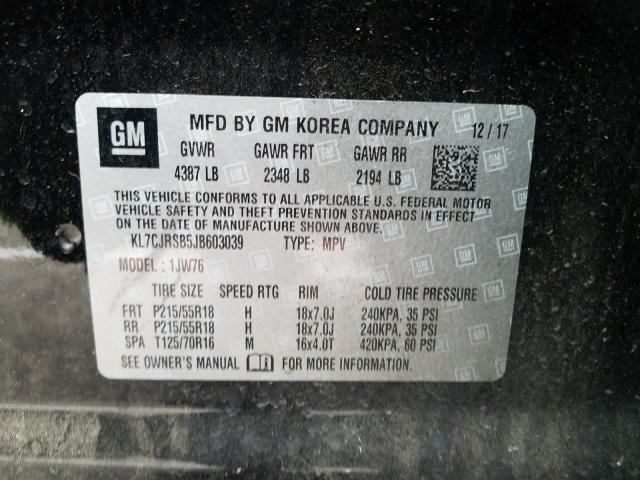 GM MFD BY GM KOREA COMPANY 12/17
GVWR GAWR FRT GAWR RR
4387 LB 2348 LB 2194 LB
THIS VEHICLE CONFORMS TO ALL APPLICABLE U.S. FEDERAL MOTOR
VEHICLE SAFETY AND THEFT PREVENTION STANDARDS IN EFFECT ON
THE DATE OF MANUFACTURE SHOWN ABOVE.
KL7CJRSB5JB603039 TYPE: MPV
MODEL: 1JW76
TIRE SIZE SPEED RTG RIM COLD TIRE PRESSURE
FRT P215/55R18 H 18x7.0J 240KPA, 35 PSI
RR P215/55R18 H 18x7.0J 240KPA, 35 PSI
SPA T125/70R16 M 16x4.0T 420KPA, 60 PSI
SEE OWNER'S MANUAL FOR MORE INFORMATION.